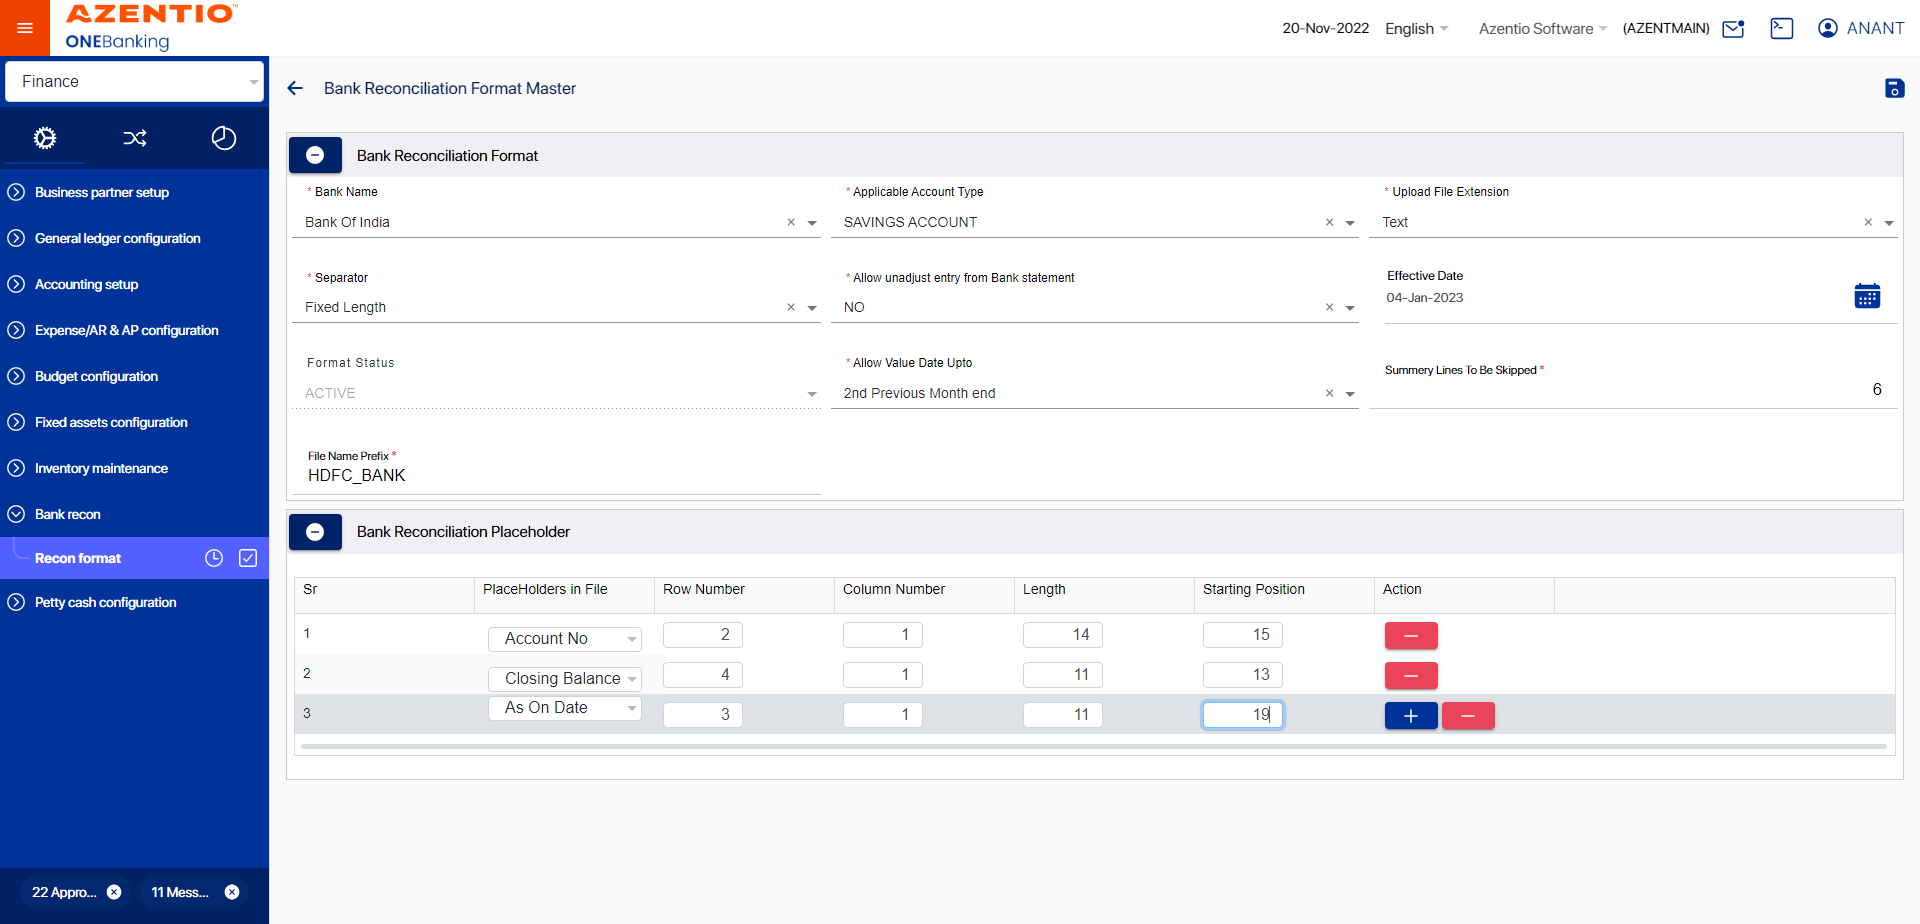 AZENTIO™
ONEBanking
20-Nov-2022 English Azentio Software (AZENTMAIN) ANANT
Finance
Business partner setup
General ledger configuration
Accounting setup
Expense/AR & AP configuration
Budget configuration
Fixed assets configuration
Inventory maintenance
Bank recon
Recon format
Petty cash configuration
22 Appro... 11 Mess...
Bank Reconciliation Format Master
Bank Reconciliation Format
* Bank Name * Applicable Account Type * Upload File Extension
Bank Of India × SAVINGS ACCOUNT × Text ×
* Separator * Allow unadjust entry from Bank statement Effective Date
Fixed Length × NO × 04-Jan-2023
Format Status * Allow Value Date Upto Summery Lines To Be Skipped *
ACTIVE 2nd Previous Month end × 6
File Name Prefix *
HDFC_BANK
Bank Reconciliation Placeholder
Sr PlaceHolders in File Row Number Column Number Length Starting Position Action
1 Account No 2 1 14 15
2 Closing Balance 4 1 11 13
3 As On Date 3 1 11 19